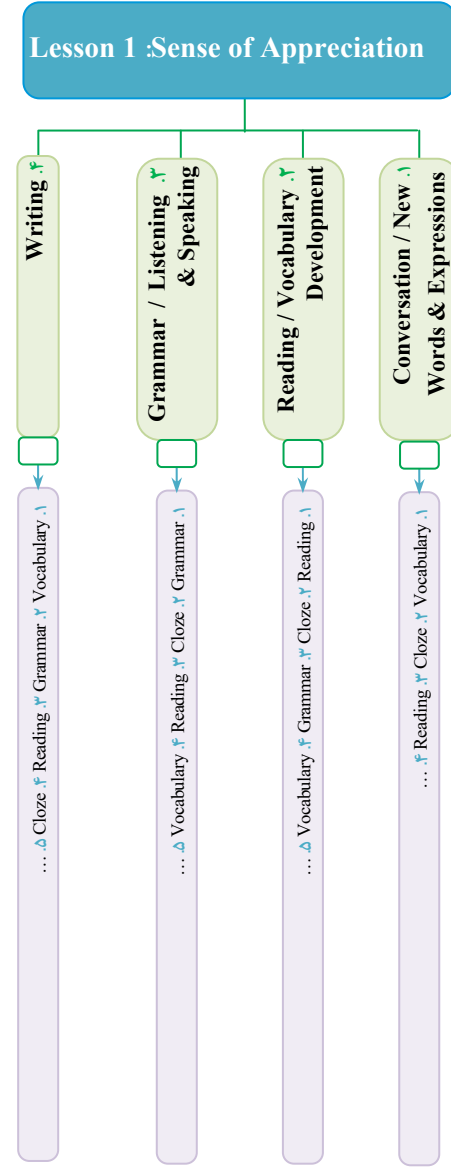 Lesson 1 :Sense of Appreciation
۱. Conversation / New
Words & Expressions
۲. Reading / Vocabulary
Development
۳. Grammar / Listening
& Speaking
۴. Writing
۱. Vocabulary ۲. Cloze ۳. Reading ۴. …
۱. Reading ۲. Cloze ۳. Grammar ۴. Vocabulary ۵. …
۱. Grammar ۲. Cloze ۳. Reading ۴. Vocabulary ۵. …
۱. Vocabulary ۲. Grammar ۳. Reading ۴. Cloze ۵. …